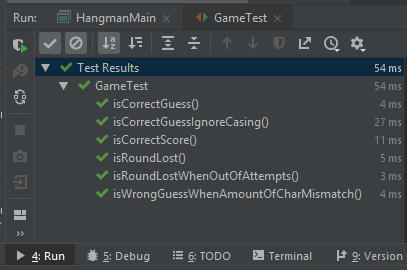 Run: HangmanMain × GameTest ×
Test Results 54 ms
GameTest 54 ms
isCorrectGuess() 4 ms
isCorrectGuessIgnoreCasing() 27 ms
isCorrectScore() 11 ms
isRoundLost() 5 ms
isRoundLostWhenOutOfAttempts() 3 ms
isWrongGuessWhenAmountOfCharMismatch() 4 ms
4: Run 5: Debug 6: TODO Terminal 9: Version